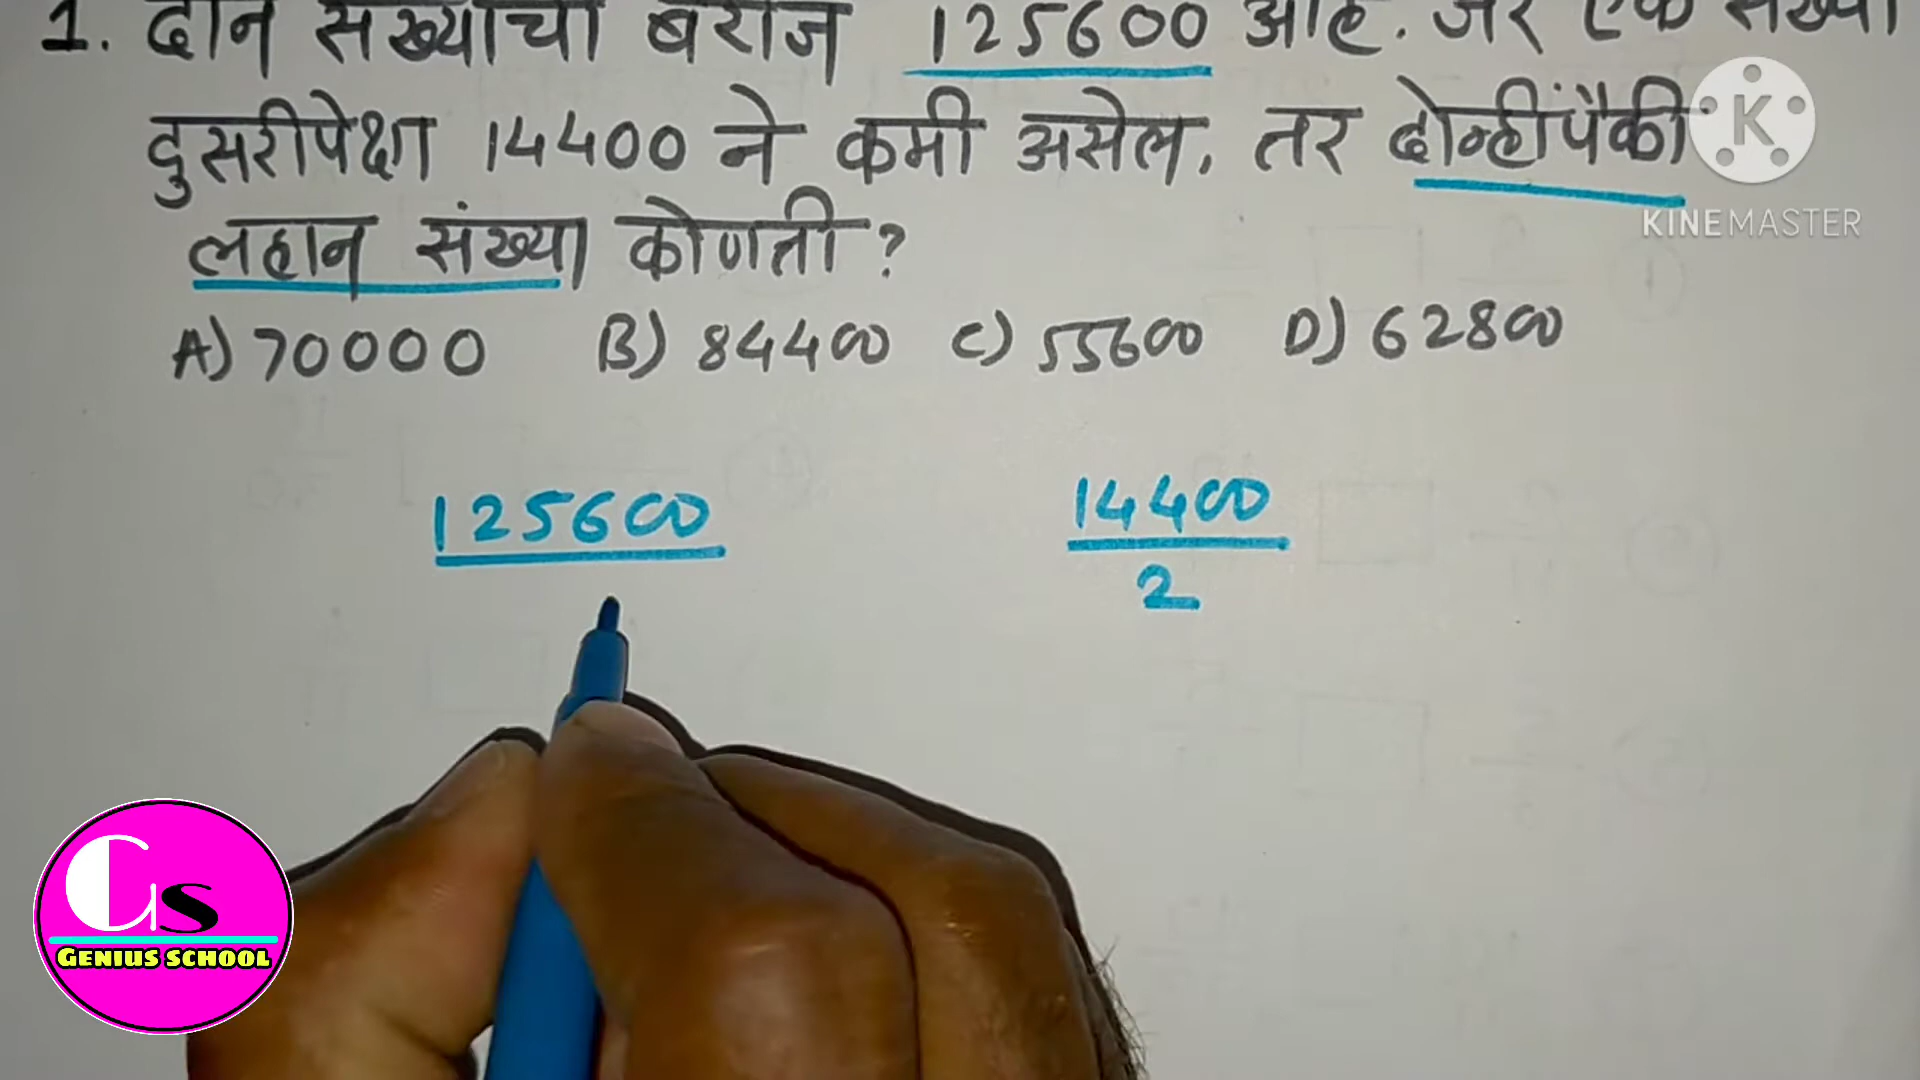 1. दोन संख्यांची बेरीज 125600 आहे. जर एक संख्या
दुसरीपेक्षा 14400 ने कमी असेल, तर दोन्हींपैकी
लहान संख्या कोणती ?
A) 70000 B) 84400 C) 55600 D) 62800
125600
14400
2
K
KINEMASTER
GS
GENIUS SCHOOL